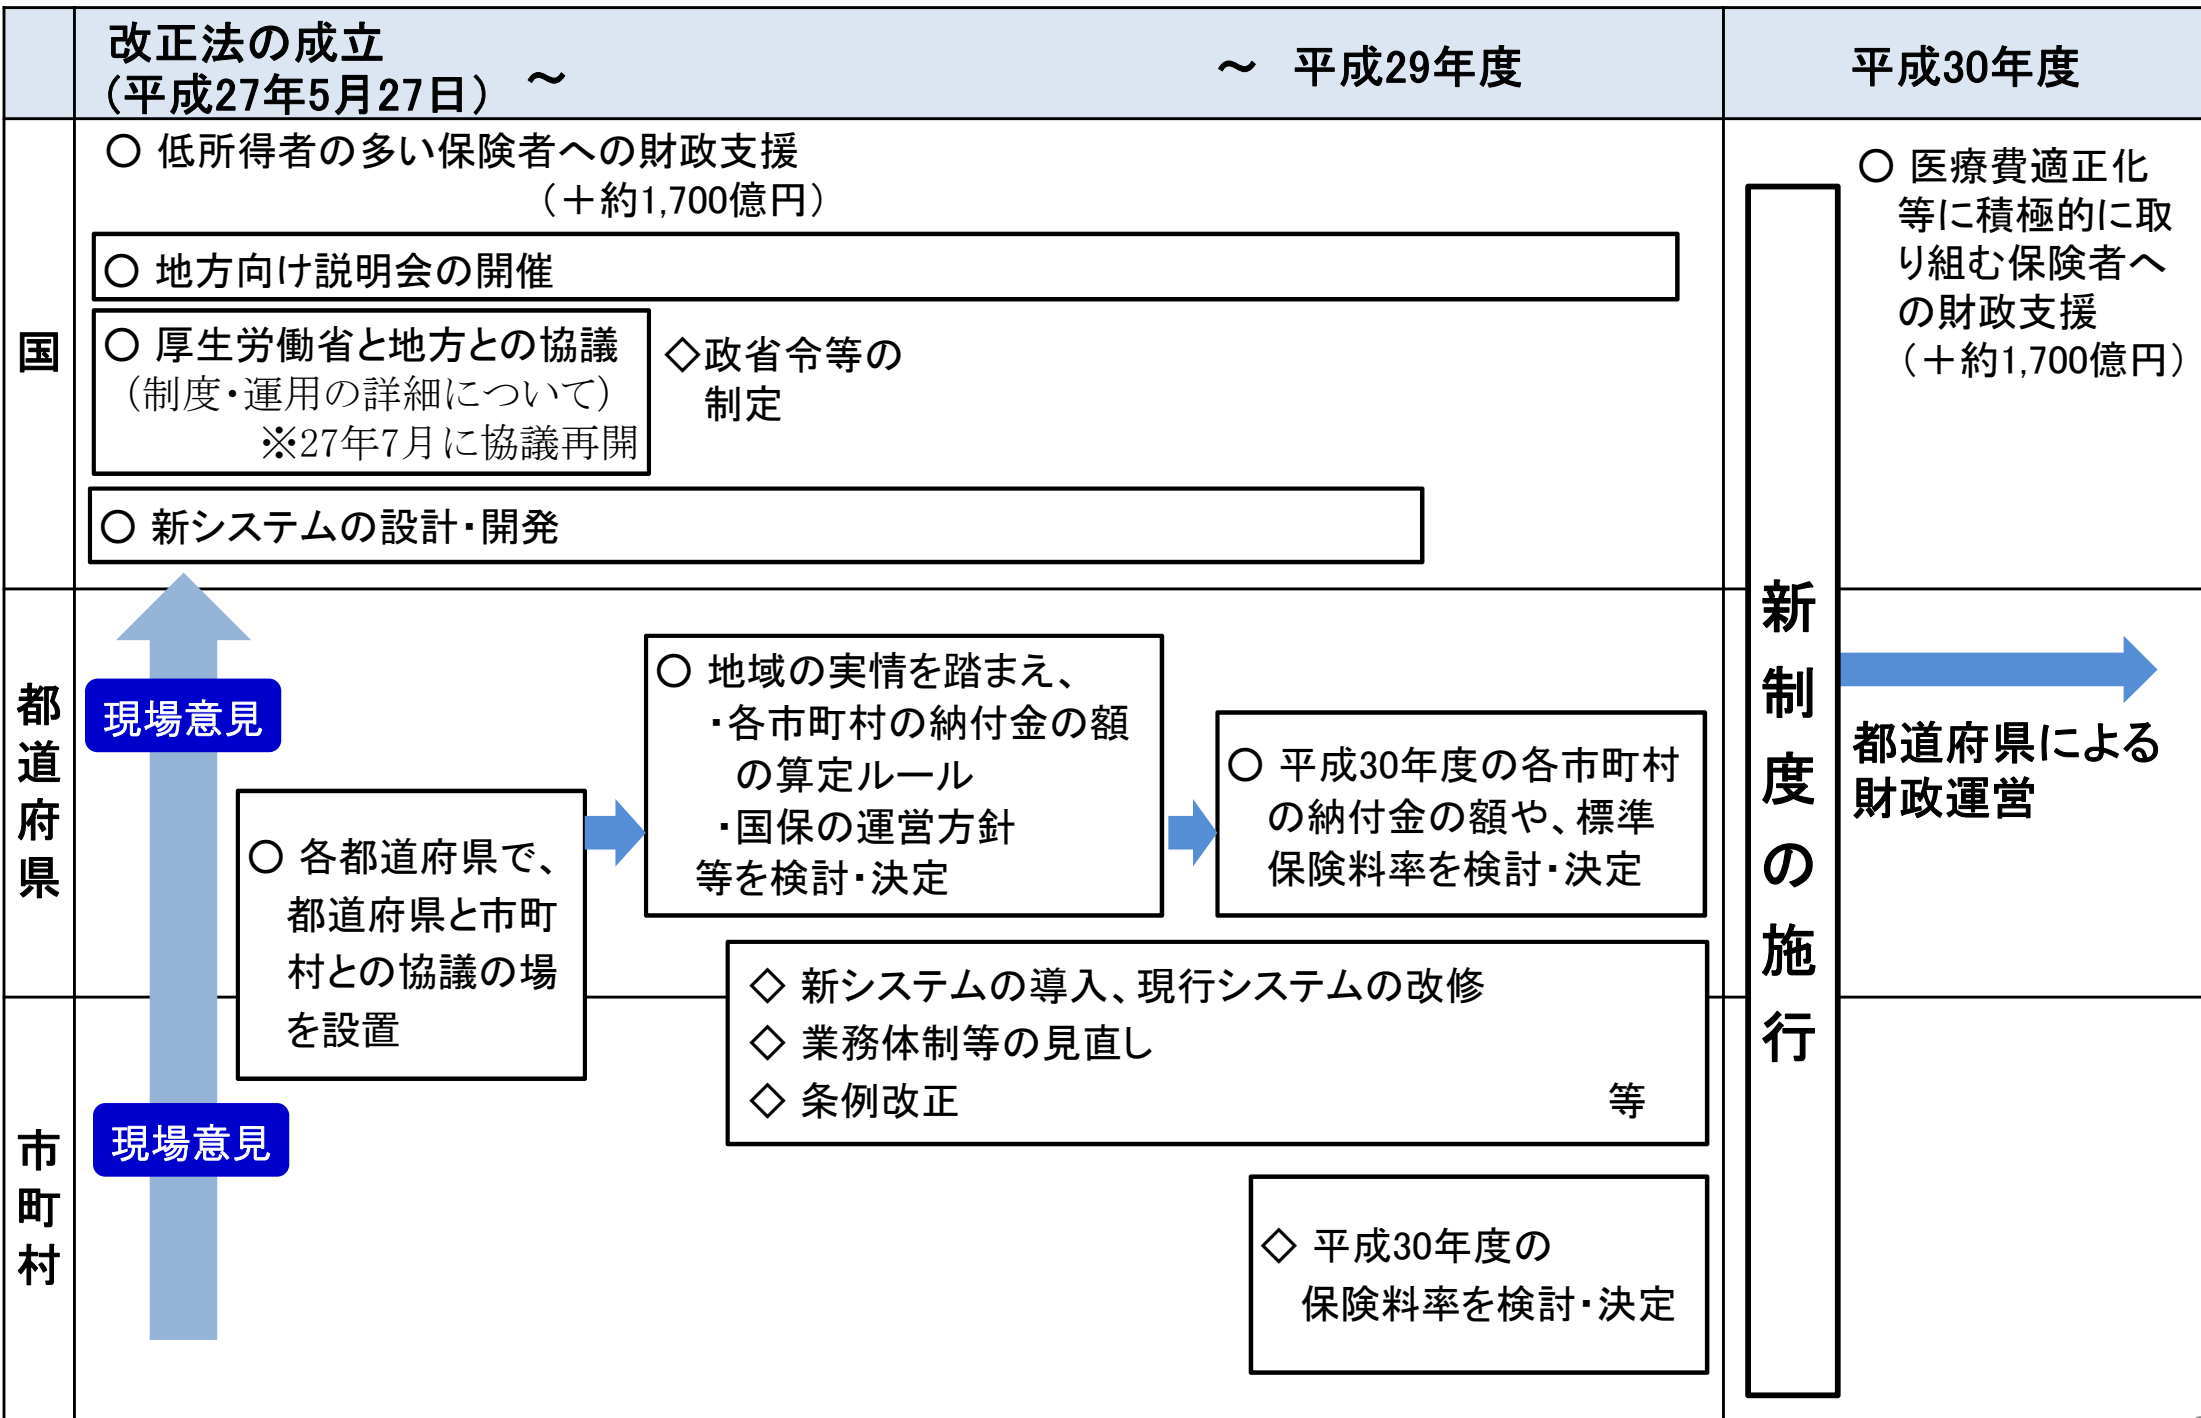 改正法の成立
(平成27年5月27日) ～
～ 平成29年度
平成30年度
国
○ 低所得者の多い保険者への財政支援
（＋約1,700億円）
○ 地方向け説明会の開催
○ 厚生労働省と地方との協議
（制度・運用の詳細について）
※27年7月に協議再開
◇政省令等の
制定
○ 新システムの設計・開発
○ 医療費適正化
等に積極的に取
り組む保険者へ
の財政支援
（＋約1,700億円）
新制度の施行
都道府県
現場意見
○ 各都道府県で、
都道府県と市町
村との協議の場
を設置
○ 地域の実情を踏まえ、
・各市町村の納付金の額
の算定ルール
・国保の運営方針
等を検討・決定
○ 平成30年度の各市町村
の納付金の額や、標準
保険料率を検討・決定
都道府県による
財政運営
◇ 新システムの導入、現行システムの改修
◇ 業務体制等の見直し
◇ 条例改正 等
市町村
現場意見
◇ 平成30年度の
保険料率を検討・決定